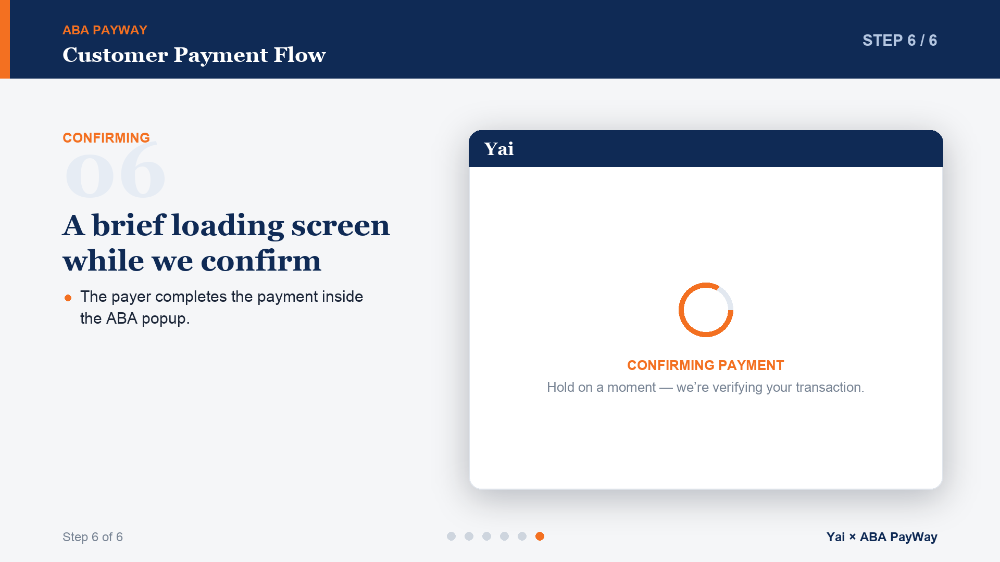 ABA PAYWAY
Customer Payment Flow
STEP 6 / 6
CONFIRMING
06
A brief loading screen
while we confirm
The payer completes the payment inside
the ABA popup.
Yai
CONFIRMING PAYMENT
Hold on a moment — we’re verifying your transaction.
Step 6 of 6
Yai × ABA PayWay